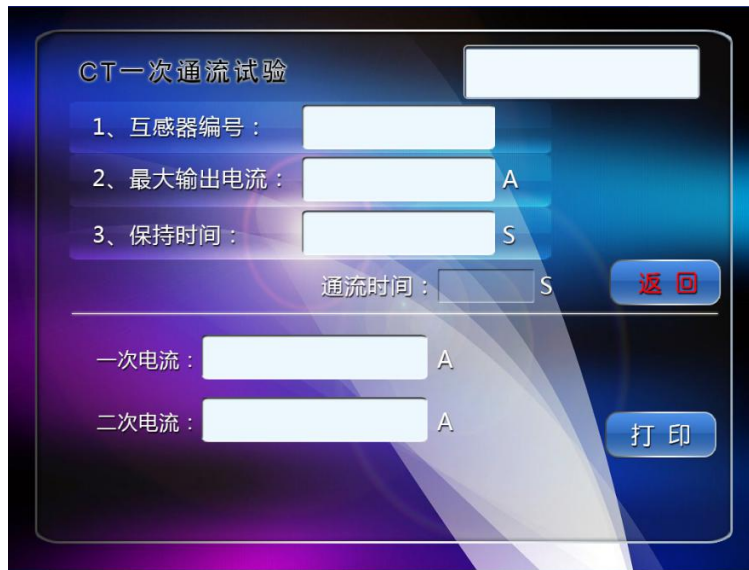 CT一次通流试验
1、互感器编号：
2、最大输出电流： A
3、保持时间： S
通流时间： S
返 回
一次电流： A
二次电流： A
打 印